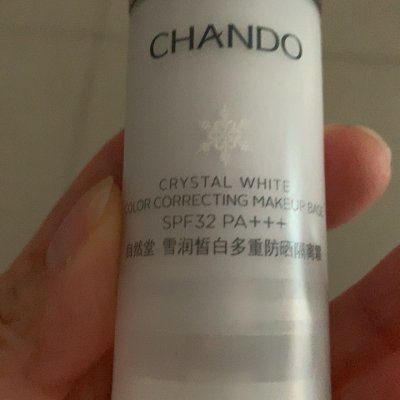 CHANDO
CRYSTAL WHITE
COLOR CORRECTING MAKEUP BASE
SPF32 PA+++
自然堂 雪润皙白多重防晒隔离霜